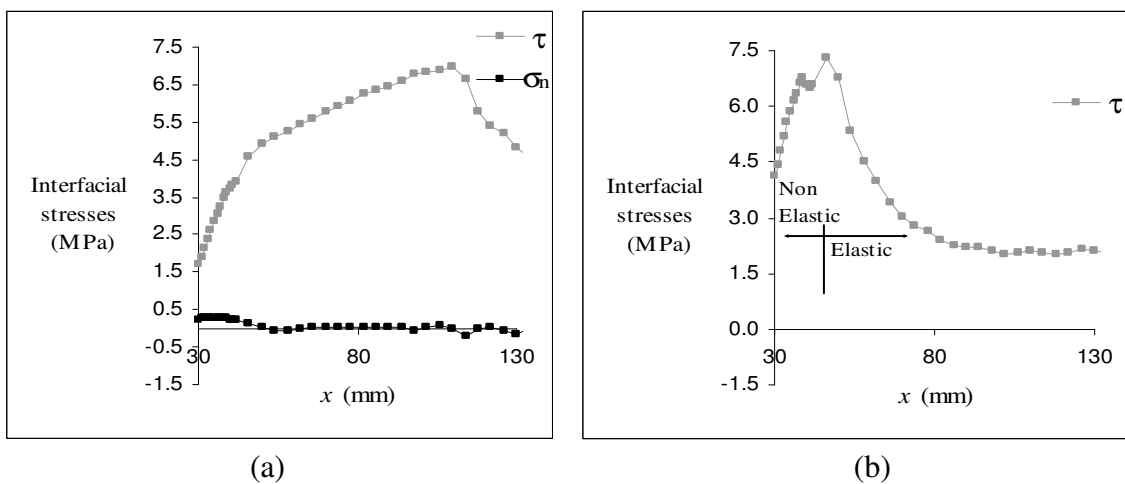 τ
σn
7.5
6.5
5.5
4.5
3.5
2.5
1.5
0.5
-0.5
-1.5
Interfacial
stresses
(MPa)
30
80
130
x (mm)
(a)
τ
7.5
6.0
4.5
3.0
1.5
0.0
-1.5
Interfacial
stresses
(MPa)
Non
Elastic
Elastic
30
80
130
x (mm)
(b)